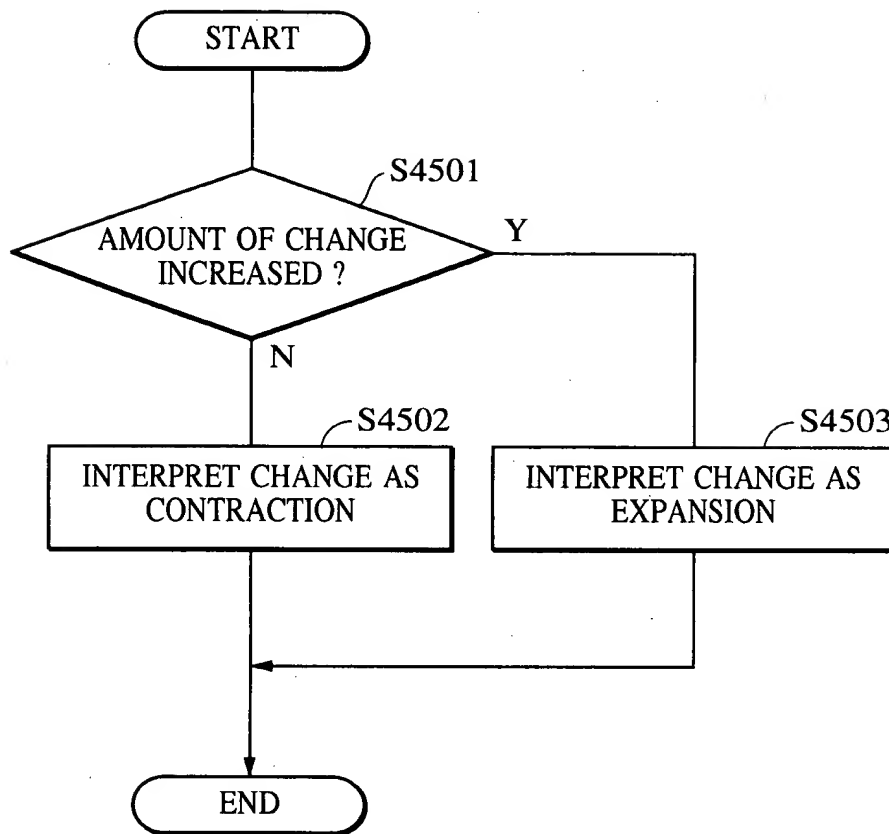 START
S4501
AMOUNT OF CHANGE
INCREASED ?
Y
N
S4502
INTERPRET CHANGE AS
CONTRACTION
S4503
INTERPRET CHANGE AS
EXPANSION
END